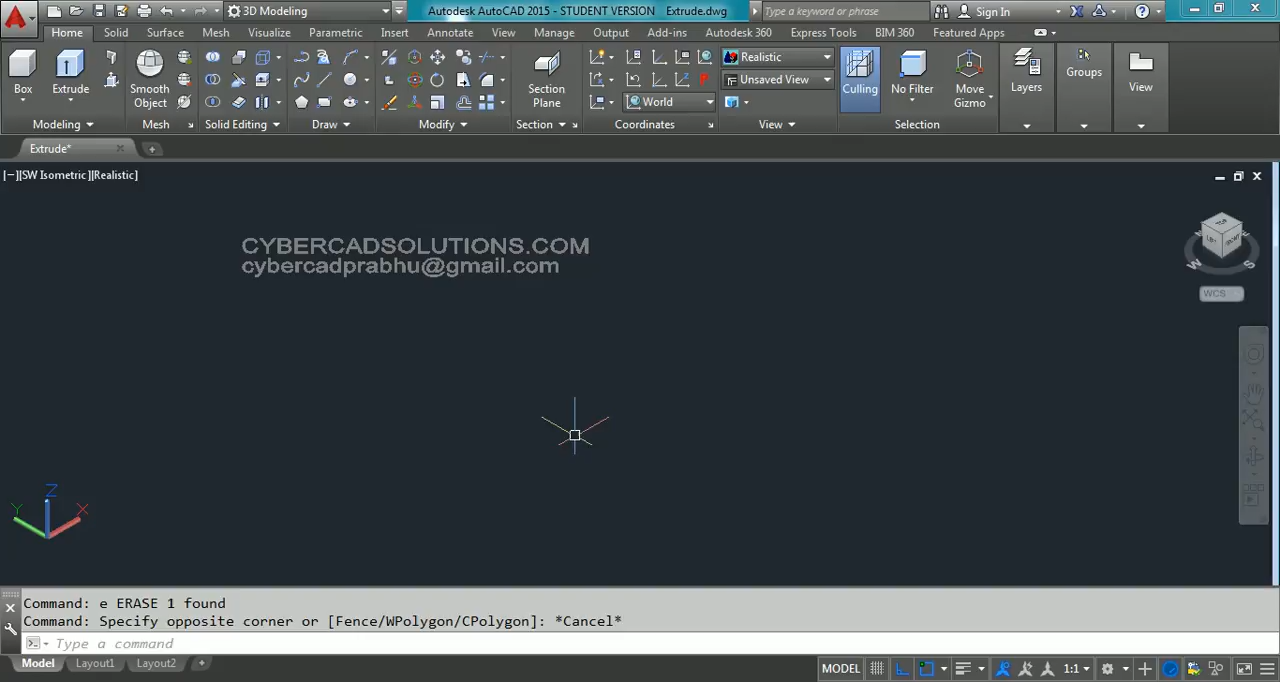 3D Modeling
Autodesk AutoCAD 2015 - STUDENT VERSION Extrude.dwg
Type a keyword or phrase
Sign In
Home Solid Surface Mesh Visualize Parametric Insert Annotate View Manage Output Add-ins Autodesk 360 Express Tools BIM 360 Featured Apps
Box
Extrude
Smooth
Object
Section
Plane
Realistic
Unsaved View
World
Culling
No Filter
Move
Gizmo
Layers
Groups
View
Modeling
Mesh
Solid Editing
Draw
Modify
Section
Coordinates
View
Selection
Extrude*
[−][SW Isometric][Realistic]
CYBERCADSOLUTIONS.COM
cybercadprabhu@gmail.com
TOP
LEFT
FRONT
W
S
WCS
Z
Y
X
Command: e ERASE 1 found
Command: Specify opposite corner or [Fence/WPolygon/CPolygon]: *Cancel*
Type a command
Model Layout1 Layout2
MODEL
1:1